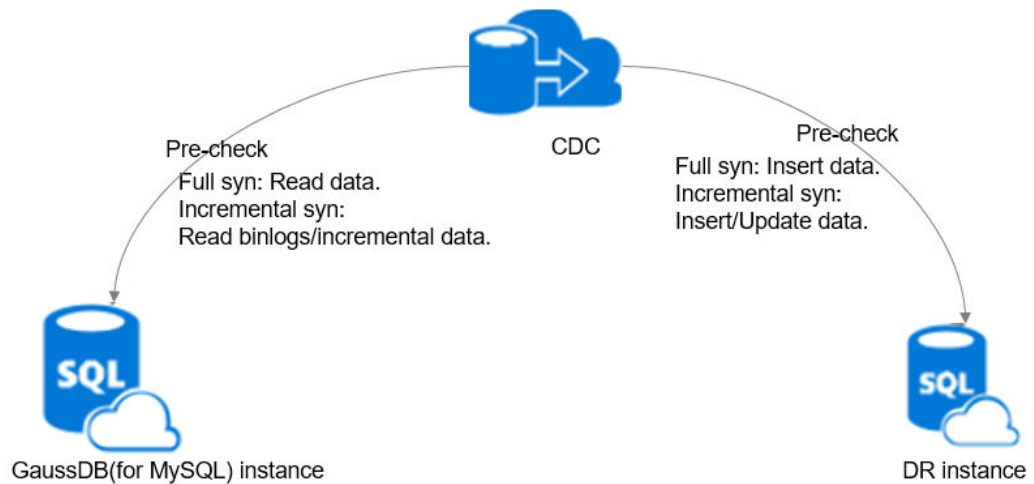 CDC
Pre-check
Full syn: Read data.
Incremental syn:
Read binlogs/incremental data.
Pre-check
Full syn: Insert data.
Incremental syn:
Insert/Update data.
SQL
GaussDB(for MySQL) instance
SQL
DR instance